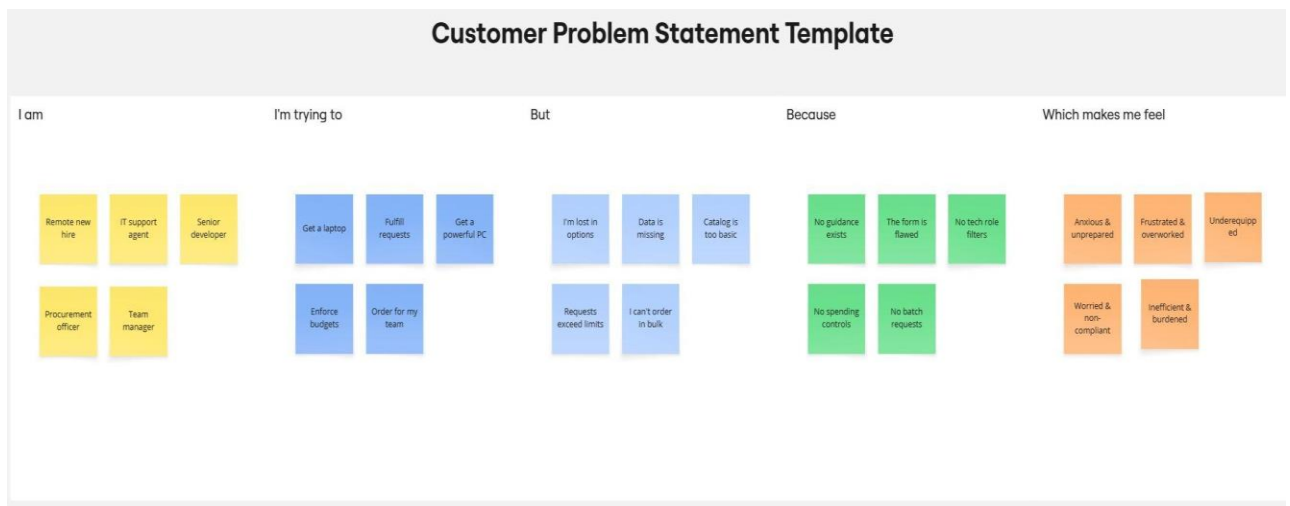 Customer Problem Statement Template
I am
I'm trying to
But
Because
Which makes me feel
Remote new
hire
IT support
agent
Senior
developer
Procurement
officer
Team
manager
Get a laptop
Fulfill
requests
Get a
powerful PC
Enforce
budgets
Order for my
team
I'm lost in
options
Data is
missing
Catalog is
too basic
Requests
exceed limits
I can't order
in bulk
No guidance
exists
The form is
flawed
No tech role
filters
No spending
controls
No batch
requests
Anxious &
unprepared
Frustrated &
overworked
Underequipp
ed
Worried &
non-
compliant
Inefficient &
burdened